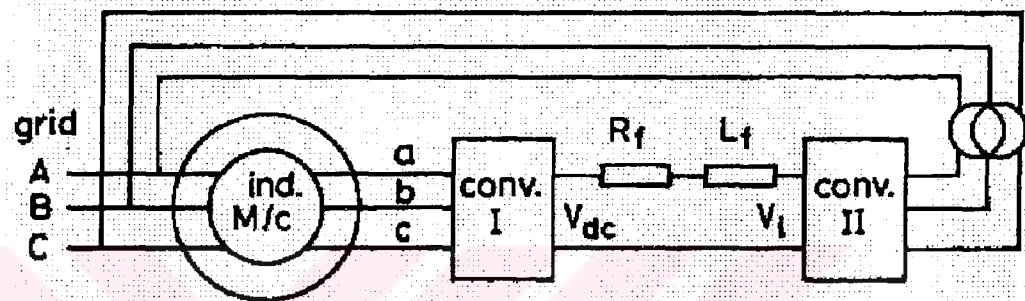 grid
A
B
C
ind.
M/c
a
b
c
conv.
I
R_f
L_f
V_dc
V_i
conv.
II